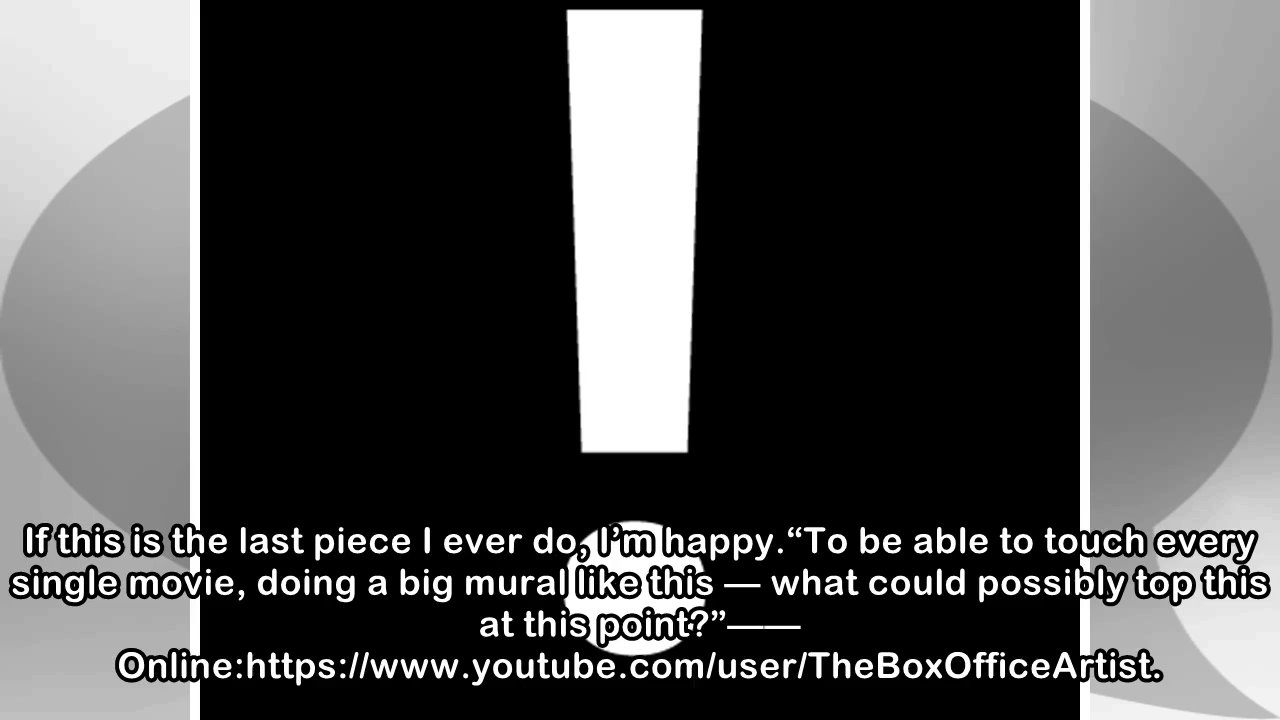 If this is the last piece I ever do, I’m happy.“To be able to touch every
single movie, doing a big mural like this — what could possibly top this
at this point?”——
Online:https://www.youtube.com/user/TheBoxOfficeArtist.